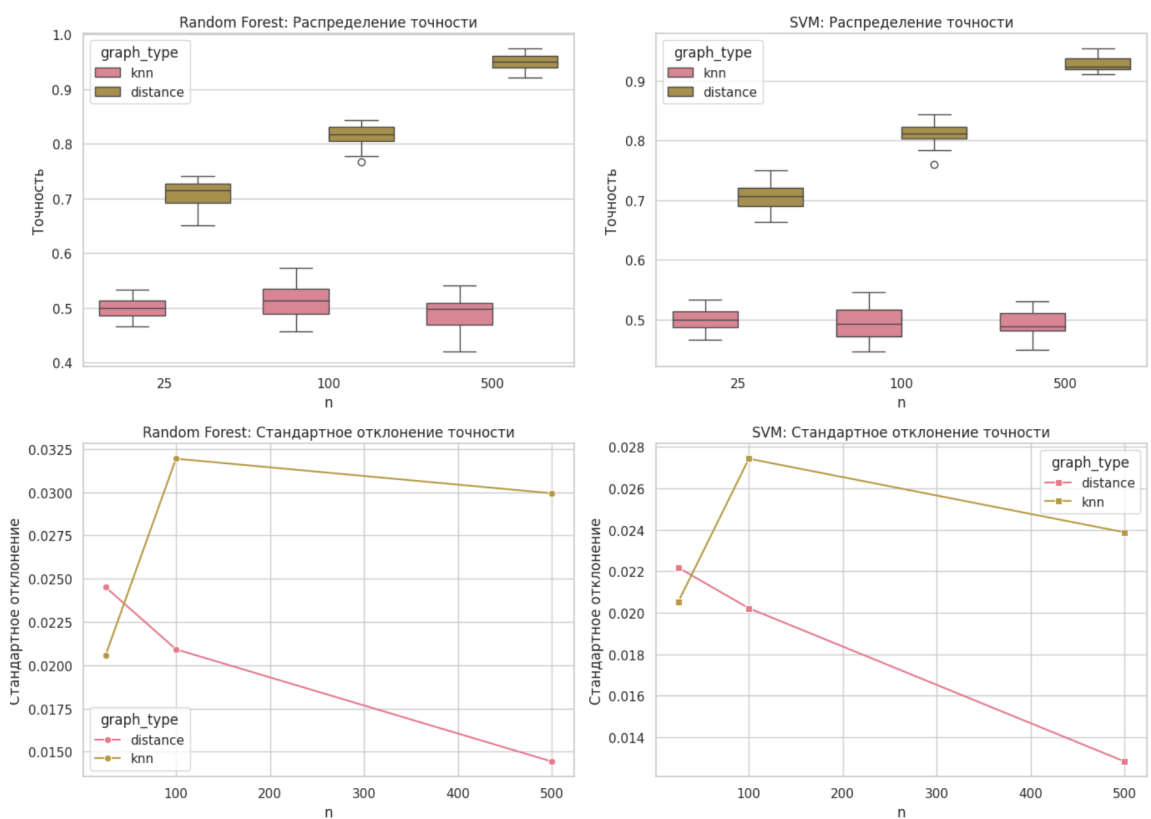 Random Forest: Распределение точности
1.0
0.9
0.8
0.7
0.6
0.5
0.4
Точность
graph_type
knn
distance
25
100
500
n
SVM: Распределение точности
0.9
0.8
0.7
0.6
0.5
Точность
graph_type
knn
distance
25
100
500
n
Random Forest: Стандартное отклонение точности
0.0325
0.0300
0.0275
0.0250
0.0225
0.0200
0.0175
0.0150
Стандартное отклонение
graph_type
distance
knn
100
200
300
400
500
n
SVM: Стандартное отклонение точности
0.028
0.026
0.024
0.022
0.020
0.018
0.016
0.014
Стандартное отклонение
graph_type
distance
knn
100
200
300
400
500
n